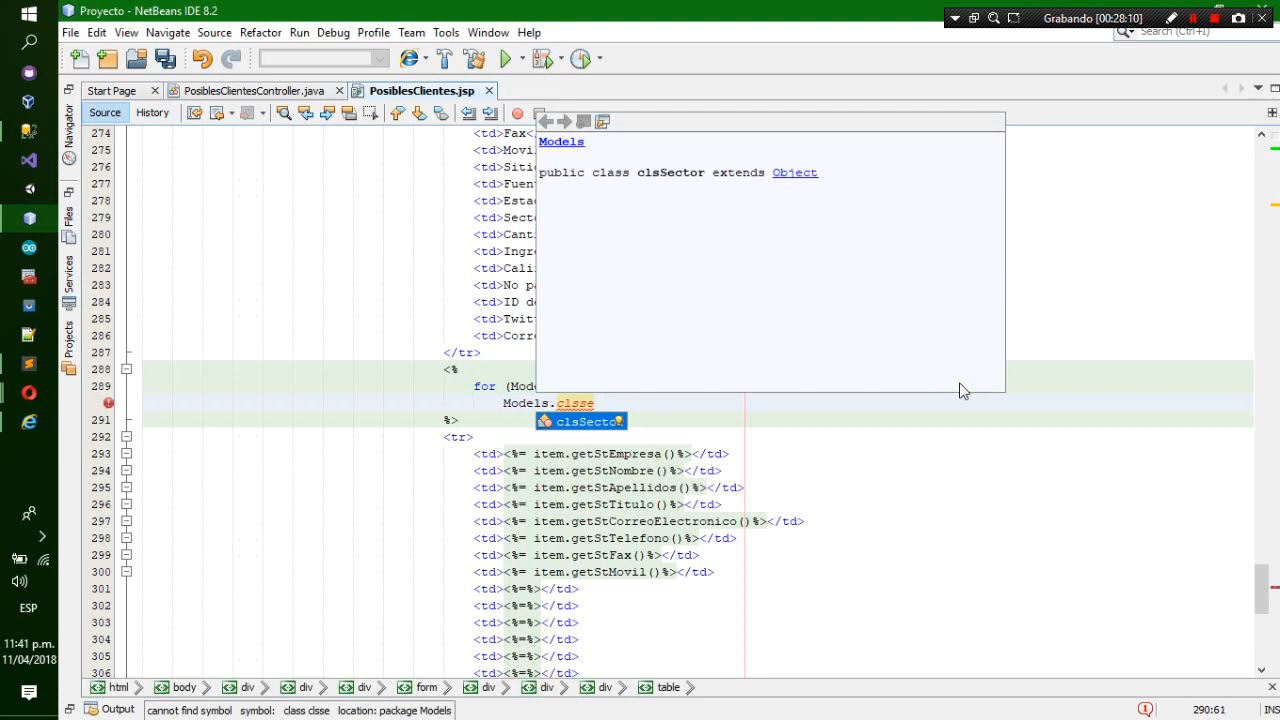 Proyecto - NetBeans IDE 8.2
Grabando [00:28:10]
File Edit View Navigate Source Refactor Run Debug Profile Team Tools Window Help
Search (Ctrl+I)
Start Page PosiblesClientesController.java PosiblesClientes.jsp
Source History
Navigator
Files
Services
Projects
Models
public class clsSector extends Object
274 <td>Fax<
275 <td>Movi
276 <td>Siti
277 <td>Fuen
278 <td>Esta
279 <td>Sect
280 <td>Cant
281 <td>Ingr
282 <td>Cali
283 <td>No pa
284 <td>ID de
285 <td>Twit
286 <td>Corr
287 </tr>
288 <%
289 for (Mode
Models.clsse
clsSector
291 %>
292 <tr>
293 <td><%= item.getStEmpresa()%></td>
294 <td><%= item.getStNombre()%></td>
295 <td><%= item.getStApellidos()%></td>
296 <td><%= item.getStTitulo()%></td>
297 <td><%= item.getStCorreoElectronico()%></td>
298 <td><%= item.getStTelefono()%></td>
299 <td><%= item.getStFax()%></td>
300 <td><%= item.getStMovil()%></td>
301 <td><%=%></td>
302 <td><%=%></td>
303 <td><%=%></td>
304 <td><%=%></td>
305 <td><%=%></td>
306 <td><%=%></td>
html body div div div form div div div table
Output cannot find symbol symbol: class clsse location: package Models
290:61 INS
ESP
11:41 p.m.
11/04/2018